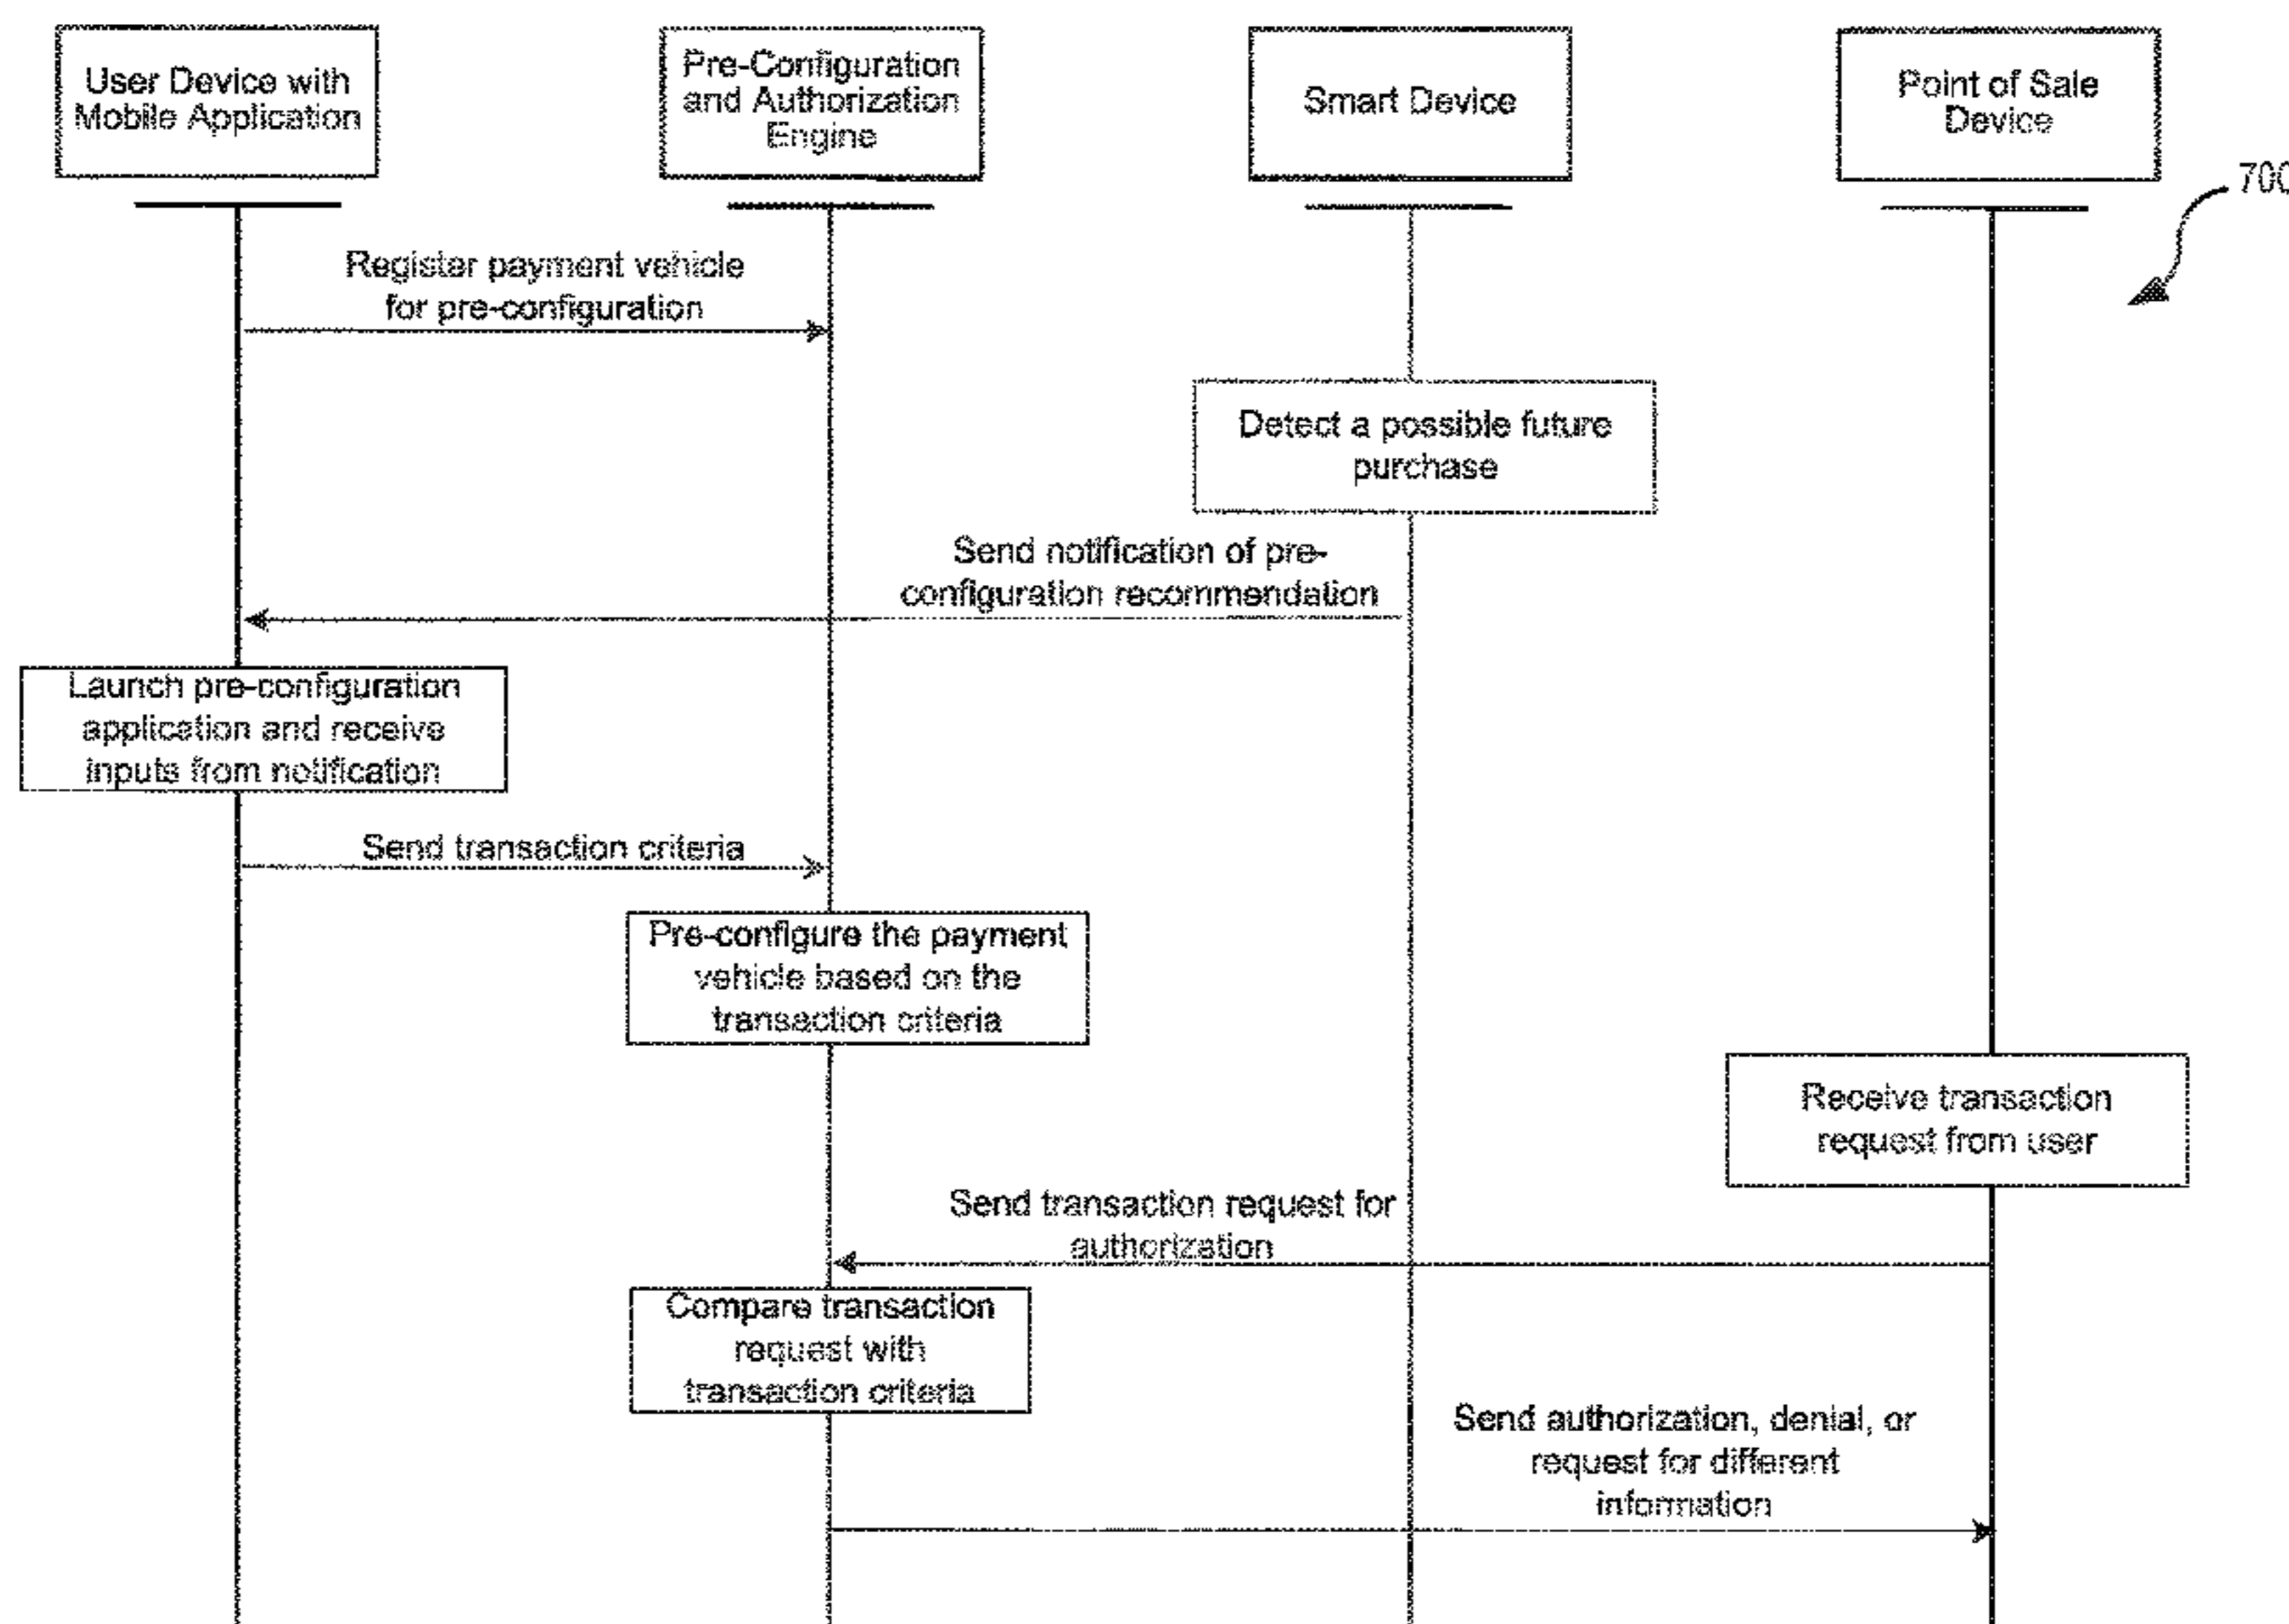 User Device with
Mobile Application
Pre-Configuration
and Authorization
Engine
Smart Device
Point of Sale
Device
700
Register payment vehicle
for pre-configuration
Detect a possible future
purchase
Send notification of pre-
configuration recommendation
Launch pre-configuration
application and receive
inputs from notification
Send transaction criteria
Pre-configure the payment
vehicle based on the
transaction criteria
Receive transaction
request from user
Send transaction request for
authorization
Compare transaction
request with
transaction criteria
Send authorization, denial, or
request for different
information